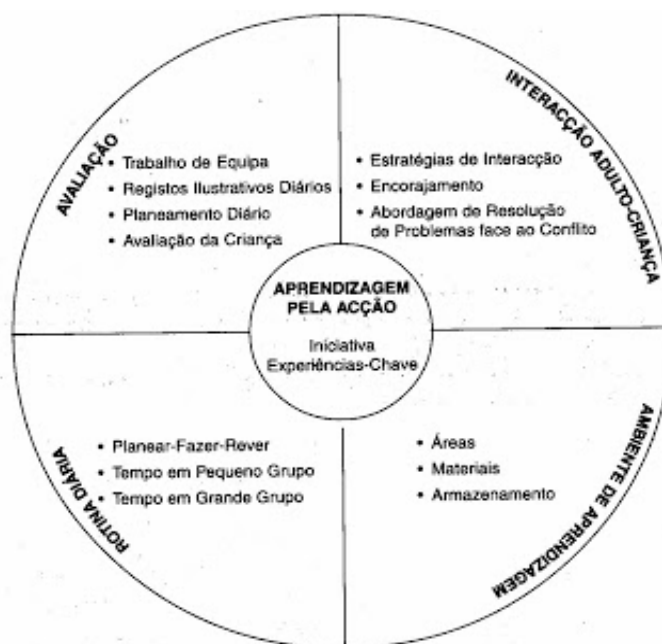 AVALIAÇÃO
• Trabalho de Equipa
• Registos Ilustrativos Diários
• Planeamento Diário
• Avaliação da Criança
INTERACÇÃO ADULTO-CRIANÇA
• Estratégias de Interacção
• Encorajamento
• Abordagem de Resolução
de Problemas face ao Conflito
APRENDIZAGEM
PELA ACÇÃO
Iniciativa
Experiências-Chave
ROTINA DIÁRIA
• Planear-Fazer-Rever
• Tempo em Pequeno Grupo
• Tempo em Grande Grupo
AMBIENTE DE APRENDIZAGEM
• Áreas
• Materiais
• Armazenamento